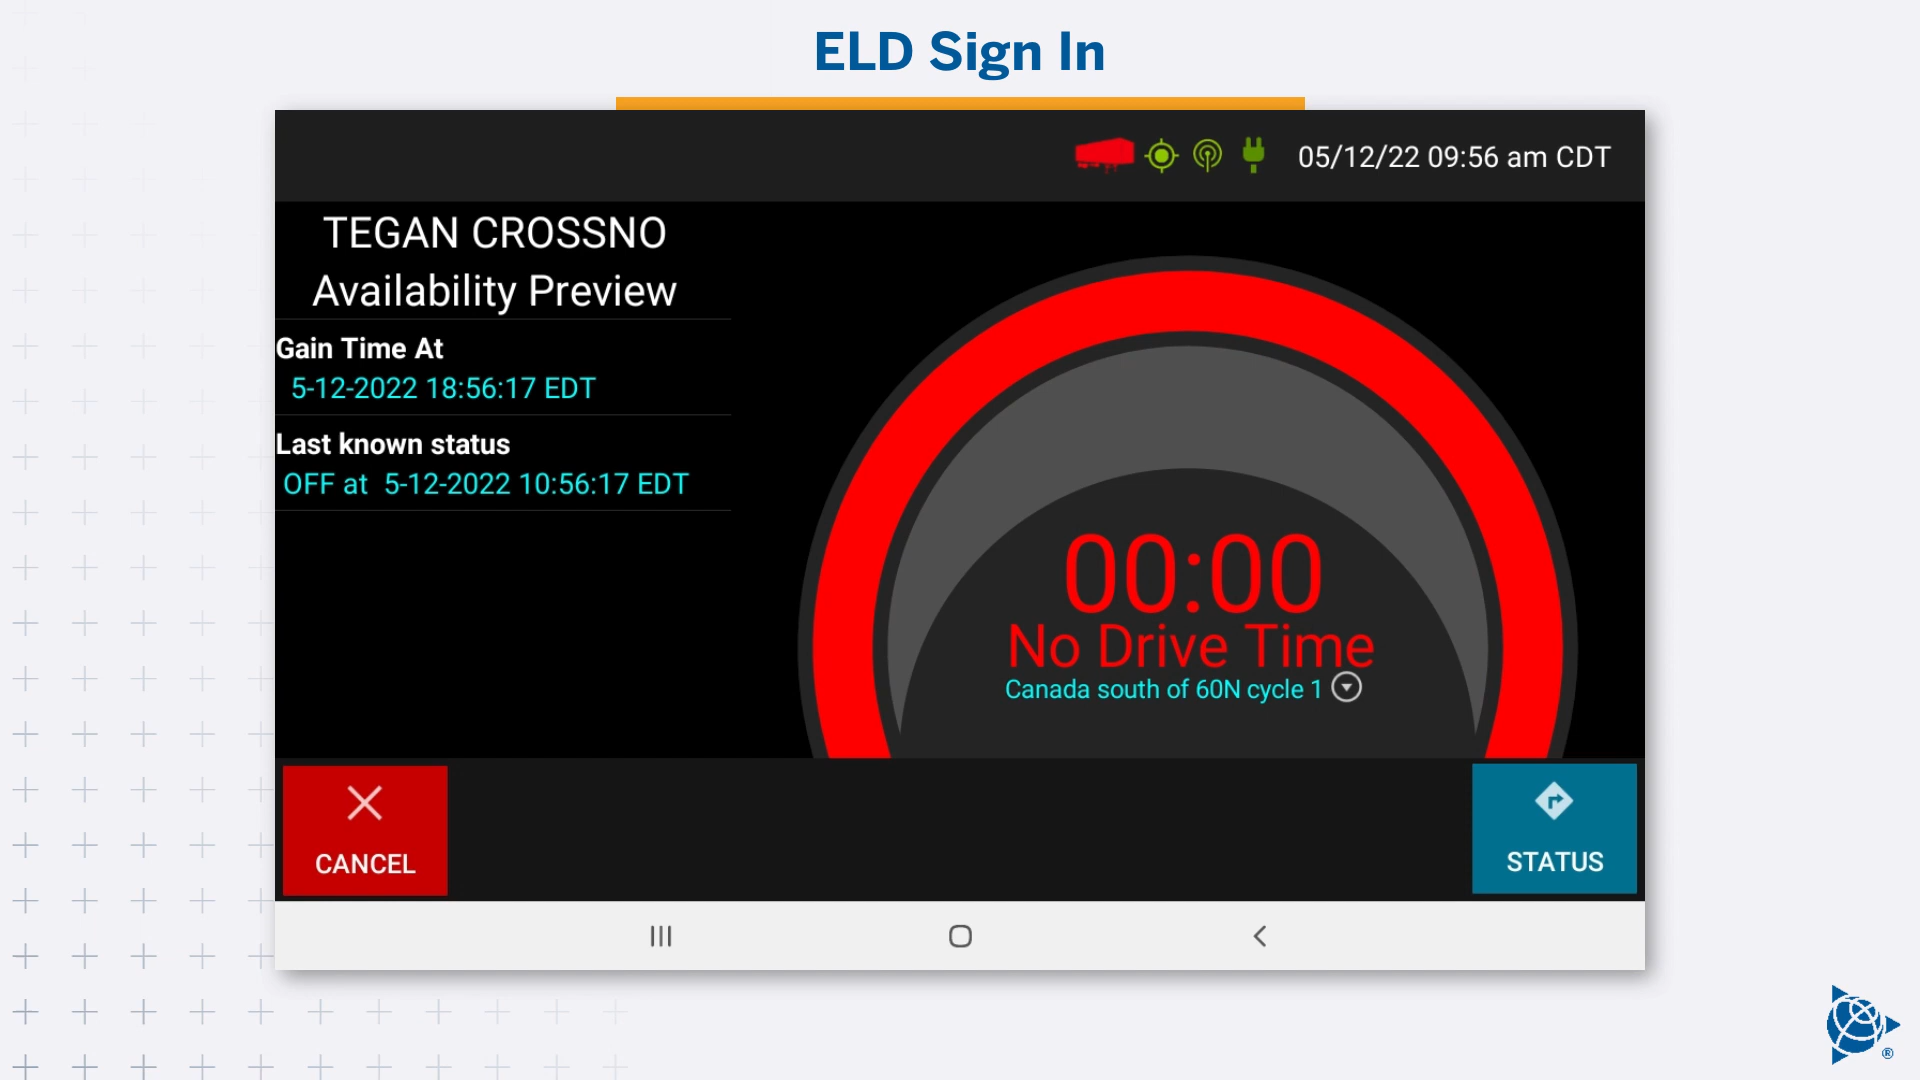 ELD Sign In
05/12/22 09:56 am CDT
TEGAN CROSSNO
Availability Preview
Gain Time At
5-12-2022 18:56:17 EDT
Last known status
OFF at 5-12-2022 10:56:17 EDT
00:00
No Drive Time
Canada south of 60N cycle 1
CANCEL
STATUS
®